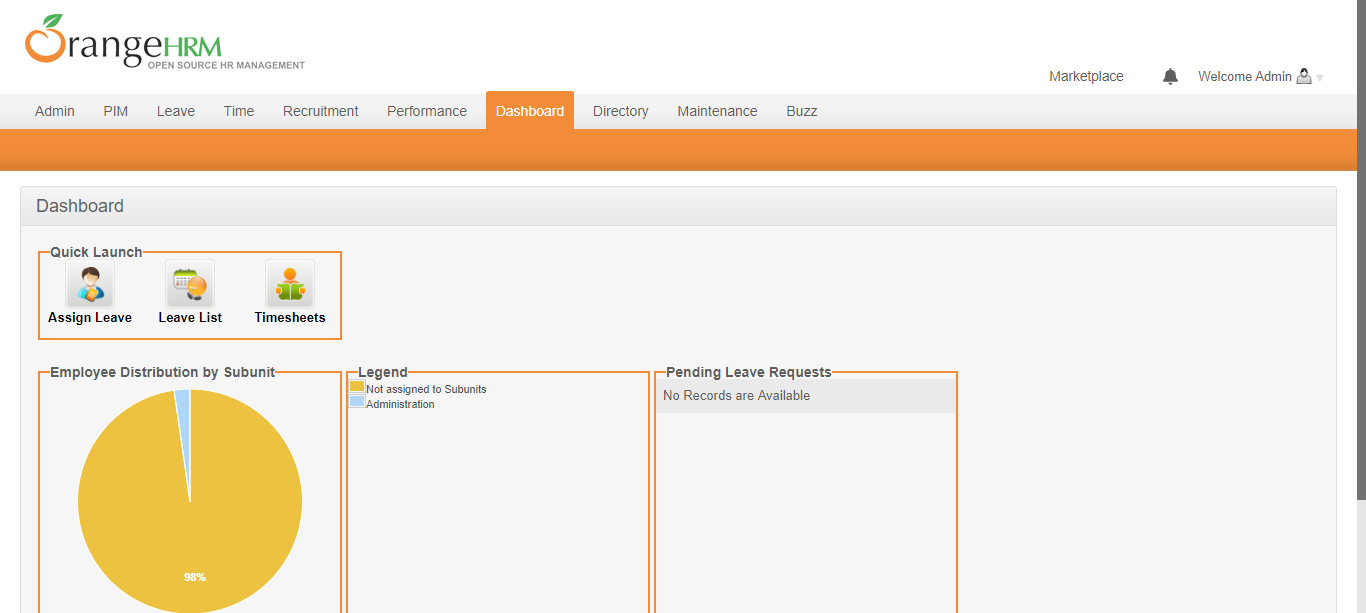 OrangeHRM
OPEN SOURCE HR MANAGEMENT
Marketplace
Welcome Admin
Admin PIM Leave Time Recruitment Performance Dashboard Directory Maintenance Buzz
Dashboard
Quick Launch
Assign Leave Leave List Timesheets
Employee Distribution by Subunit
98%
Legend
Not assigned to Subunits
Administration
Pending Leave Requests
No Records are Available